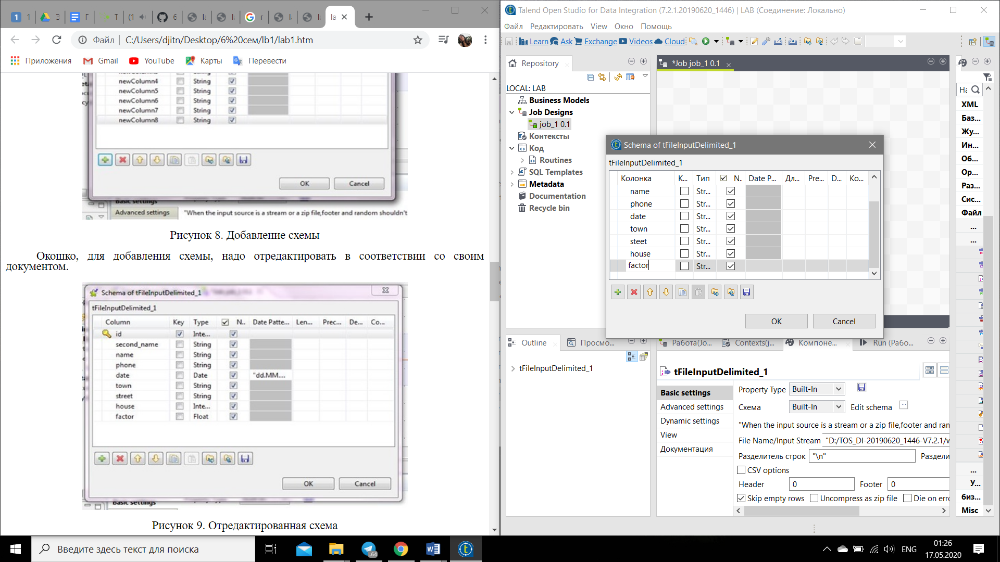 Файл
C:/Users/djitn/Desktop/6%20сем/lb1/lab1.htm
Приложения
Gmail
YouTube
Карты
Перевести
newColumn4 String
newColumn5 String
newColumn6 String
newColumn7 String
newColumn8 String
OK Cancel
Advanced settings "When the input source is a stream or a zip file,footer and random shouldn't
Рисунок 8. Добавление схемы
Окошко, для добавления схемы, надо отредактировать в соответствии со своим
документом.
Schema of tFileInputDelimited_1
tFileInputDelimited_1
Column Key Type N.. Date Patte... Len... Prec... De... Co...
id Inte...
second_name String
name String
phone String
date Date "dd.MM....
town String
street String
house Inte...
factor Float
OK Cancel
Basic settings
Рисунок 9. Отредактированная схема
Talend Open Studio for Data Integration (7.2.1.20190620_1446) | LAB (Соединение: Локально)
Файл Редактировать View Окно Помощь
Learn Ask Exchange Videos Cloud
Repository
LOCAL: LAB
Business Models
Job Designs
job_1 0.1
Контексты
Код
Routines
SQL Templates
Metadata
Documentation
Recycle bin
*Job job_1 0.1
Schema of tFileInputDelimited_1
tFileInputDelimited_1
Колонка К... Тип N.. Date P... Дл... Pre... D... Ко...
name Str...
phone Str...
date Str...
town Str...
steet Str...
house Str...
factor Str...
OK Cancel
XML
Баз...
Жу...
Ин...
Об...
Ор...
Раз...
Сис...
Файл
...
...
...
У...
биз...
Misc
Outline
Просмо...
tFileInputDelimited_1
Работа(Jo...
Contexts(j...
Компоне...
Run (Рабо...
tFileInputDelimited_1
Basic settings
Advanced settings
Dynamic settings
View
Документация
Property Type Built-In
Схема Built-In Edit schema
"When the input source is a stream or a zip file,footer and ran
File Name/Input Stream "D:/TOS_DI-20190620_1446-V7.2.1/v
Разделитель строк "\n" Раздели
CSV options
Header 0 Footer 0
Skip empty rows Uncompress as zip file Die on erro
Введите здесь текст для поиска
64
ENG
01:26
17.05.2020